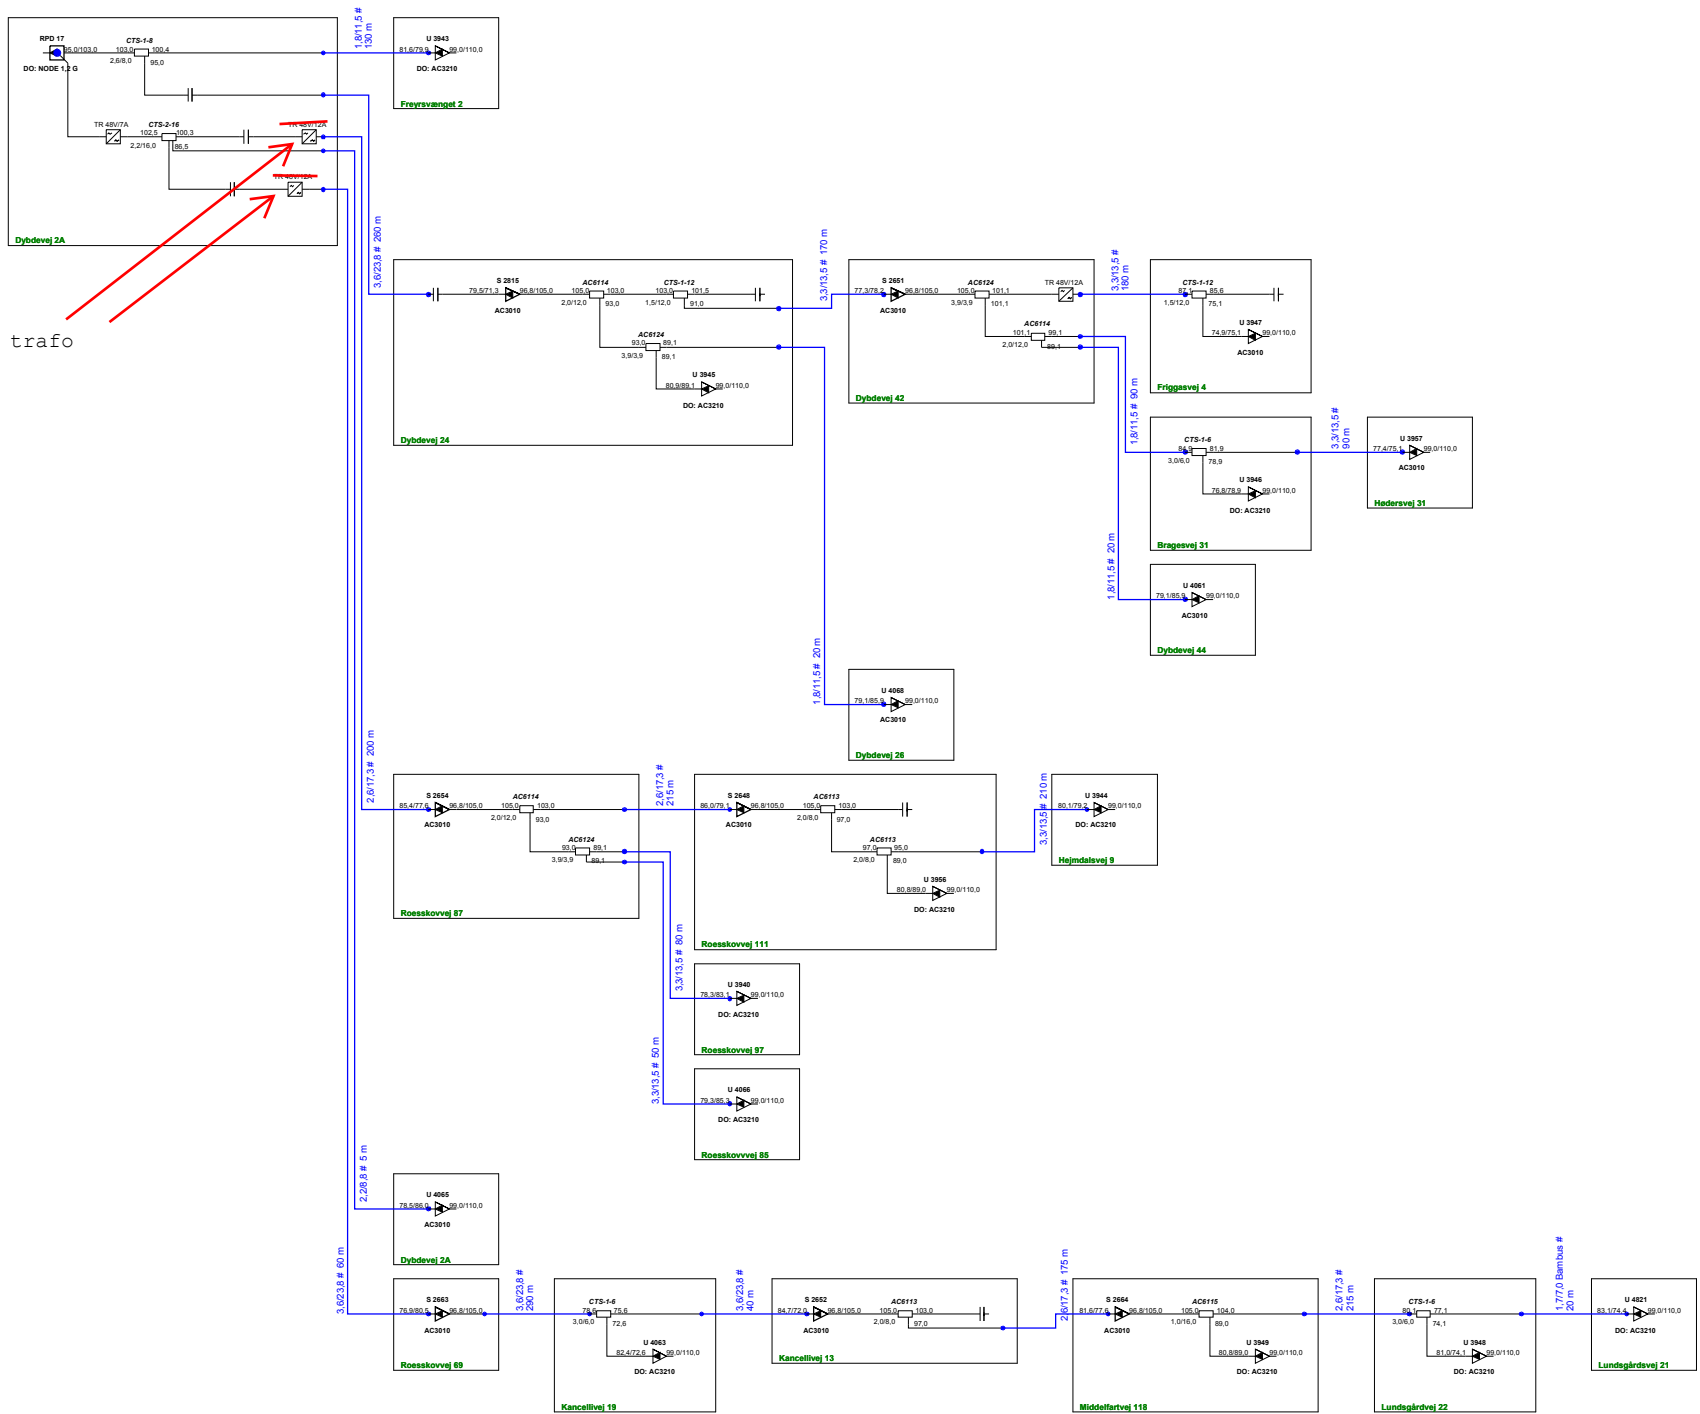 RPD 17
95,0/103,0
DO: NODE 1,2 G
CTS-1-8
103,0 100,4
2,6/8,0 95,0
TR 48V/7A
CTS-2-16
102,5 100,3
2,2/16,0 86,5
TR 48V/12A
TR 48V/12A
Dybdevej 2A
trafo
1,8/11,5 #
130 m
U 3943
81,6/79,9 99,0/110,0
DO: AC3210
Freyrsvænget 2
3,6/23,8 # 260 m
S 2815
79,5/71,3 96,8/105,0
AC3010
AC6114
105,0 103,0
2,0/12,0 93,0
CTS-1-12
103,0 101,5
1,5/12,0 91,0
AC6124
93,0 89,1
3,9/3,9 89,1
U 3945
80,9/89,1 99,0/110,0
DO: AC3210
Dybdevej 24
3,3/13,5 # 170 m
S 2651
77,3/78,2 96,8/105,0
AC3010
AC6124
105,0 101,1
3,9/3,9 101,1
TR 48V/12A
AC6114
101,1 99,1
2,0/12,0 89,1
Dybdevej 42
3,3/13,5 #
180 m
CTS-1-12
87,1 85,6
1,5/12,0 75,1
U 3947
74,9/75,1 99,0/110,0
AC3010
Friggasvej 4
1,8/11,5 # 90 m
CTS-1-6
84,9 81,9
3,0/6,0 78,9
U 3946
76,8/78,9 99,0/110,0
DO: AC3210
Bragesvej 31
3,3/13,5 #
90 m
U 3957
77,4/75,1 99,0/110,0
AC3010
Hødersvej 31
1,8/11,5 # 20 m
U 4061
79,1/85,9 99,0/110,0
AC3010
Dybdevej 44
1,8/11,5 # 20 m
U 4068
79,1/85,9 99,0/110,0
AC3010
Dybdevej 26
2,6/17,3 # 200 m
S 2654
85,4/77,6 96,8/105,0
AC3010
AC6114
105,0 103,0
2,0/12,0 93,0
AC6124
93,0 89,1
3,9/3,9 89,1
Roesskovvej 87
2,6/17,3 #
215 m
S 2648
86,0/79,1 96,8/105,0
AC3010
AC6113
105,0 103,0
2,0/8,0 97,0
AC6113
97,0 95,0
2,0/8,0 89,0
U 3956
80,8/89,0 99,0/110,0
DO: AC3210
Roesskovvej 111
3,3/13,5 # 210 m
U 3944
80,1/79,2 99,0/110,0
DO: AC3210
Hejmdalsvej 9
3,3/13,5 # 80 m
U 3940
78,3/83,1 99,0/110,0
DO: AC3210
Roesskovvej 97
3,3/13,5 # 50 m
U 4066
79,3/85,3 99,0/110,0
DO: AC3210
Roesskovvvej 85
2,2/8,8 # 5 m
U 4065
78,5/86,0 99,0/110,0
AC3010
Dybdevej 2A
3,6/23,8 # 60 m
S 2663
76,9/80,5 96,8/105,0
AC3010
Roesskovvej 69
3,6/23,8 #
290 m
CTS-1-6
78,6 75,6
3,0/6,0 72,6
U 4063
82,4/72,6 99,0/110,0
DO: AC3210
Kancellivej 19
3,6/23,8 #
40 m
S 2652
84,7/72,0 96,8/105,0
AC3010
AC6113
105,0 103,0
2,0/8,0 97,0
Kancellivej 13
2,6/17,3 # 175 m
S 2664
81,6/77,6 96,8/105,0
AC3010
AC6115
105,0 104,0
1,0/16,0 89,0
U 3949
80,8/89,0 99,0/110,0
DO: AC3210
Middelfartvej 118
2,6/17,3 #
215 m
CTS-1-6
80,1 77,1
3,0/6,0 74,1
U 3948
81,0/74,1 99,0/110,0
DO: AC3210
Lundsgårdvej 22
1,7/7,0 Bambus #
20 m
U 4821
83,1/74,4 99,0/110,0
DO: AC3210
Lundsgårdsvej 21